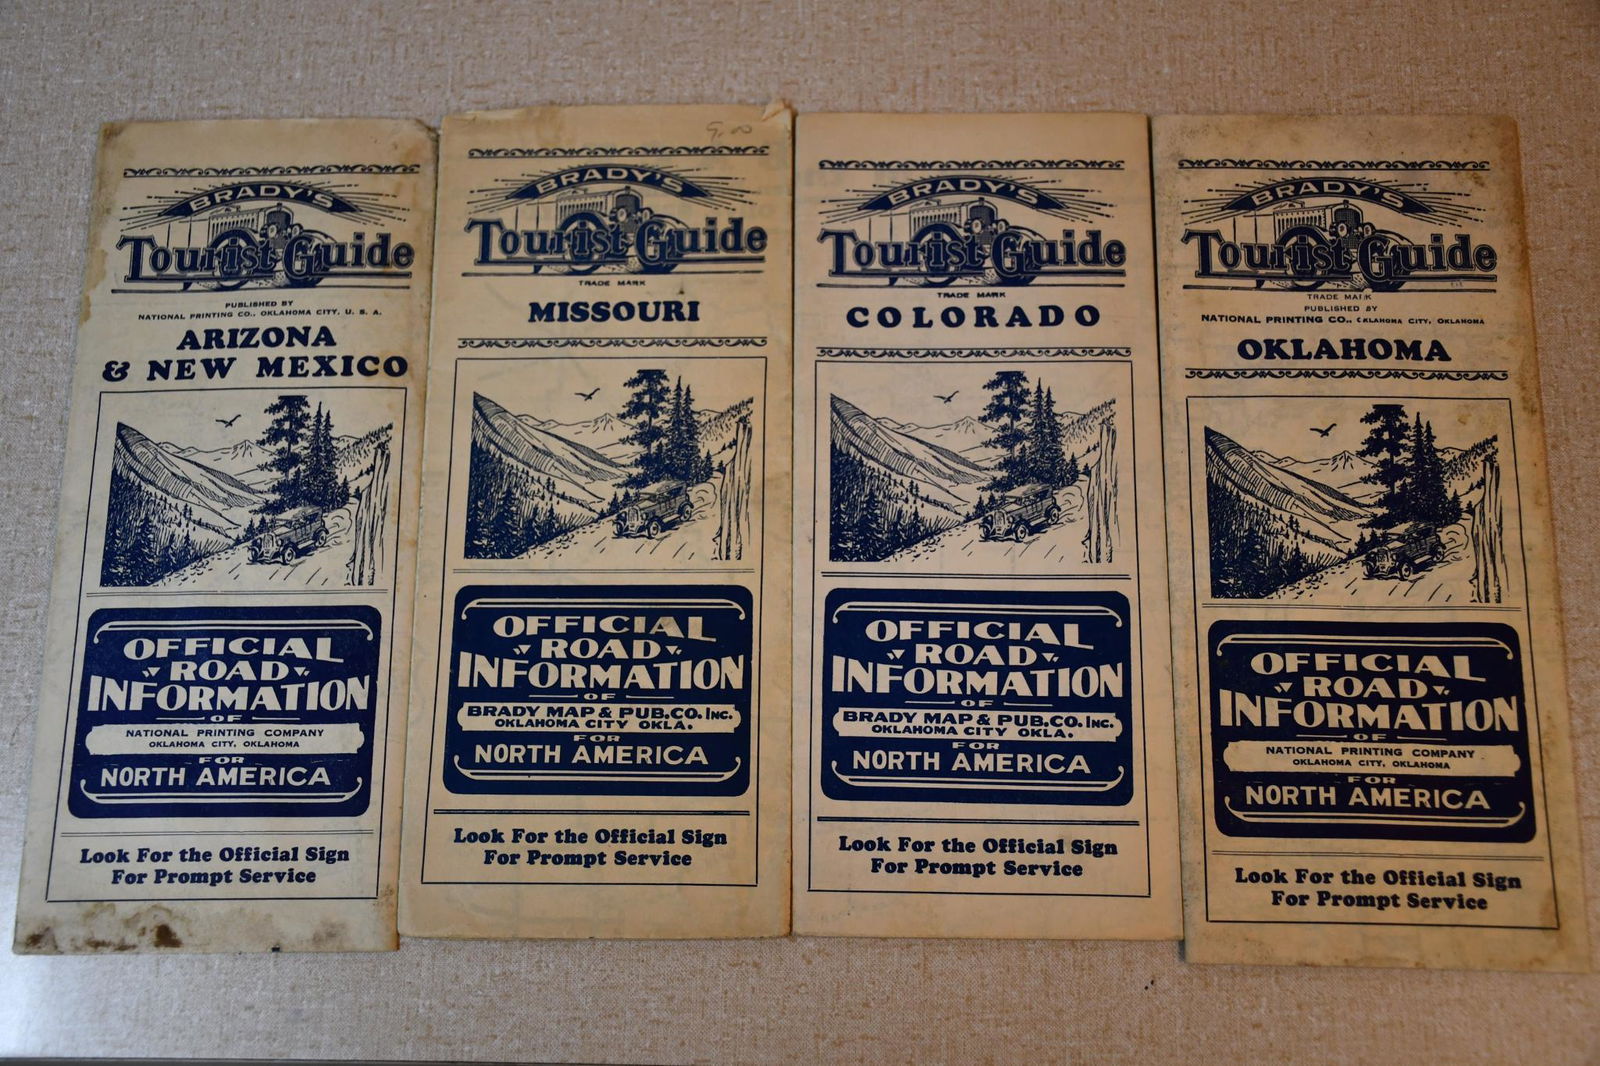 BRADY'S
Tourist Guide
PUBLISHED BY
NATIONAL PRINTING CO., OKLAHOMA CITY, U. S. A.
ARIZONA
& NEW MEXICO
OFFICIAL
ROAD
INFORMATION
OF
NATIONAL PRINTING COMPANY
OKLAHOMA CITY, OKLAHOMA
FOR
NORTH AMERICA
Look For the Official Sign
For Prompt Service
BRADY'S
Tourist Guide
TRADE MARK
MISSOURI
OFFICIAL
ROAD
INFORMATION
OF
BRADY MAP & PUB. CO. Inc.
OKLAHOMA CITY OKLA.
FOR
NORTH AMERICA
Look For the Official Sign
For Prompt Service
BRADY'S
Tourist Guide
TRADE MARK
COLORADO
OFFICIAL
ROAD
INFORMATION
OF
BRADY MAP & PUB. CO. Inc.
OKLAHOMA CITY OKLA.
FOR
NORTH AMERICA
Look For the Official Sign
For Prompt Service
BRADY'S
Tourist Guide
TRADE MARK
PUBLISHED BY
NATIONAL PRINTING CO., OKLAHOMA CITY, OKLAHOMA
OKLAHOMA
OFFICIAL
ROAD
INFORMATION
OF
NATIONAL PRINTING COMPANY
OKLAHOMA CITY, OKLAHOMA
FOR
NORTH AMERICA
Look For the Official Sign
For Prompt Service